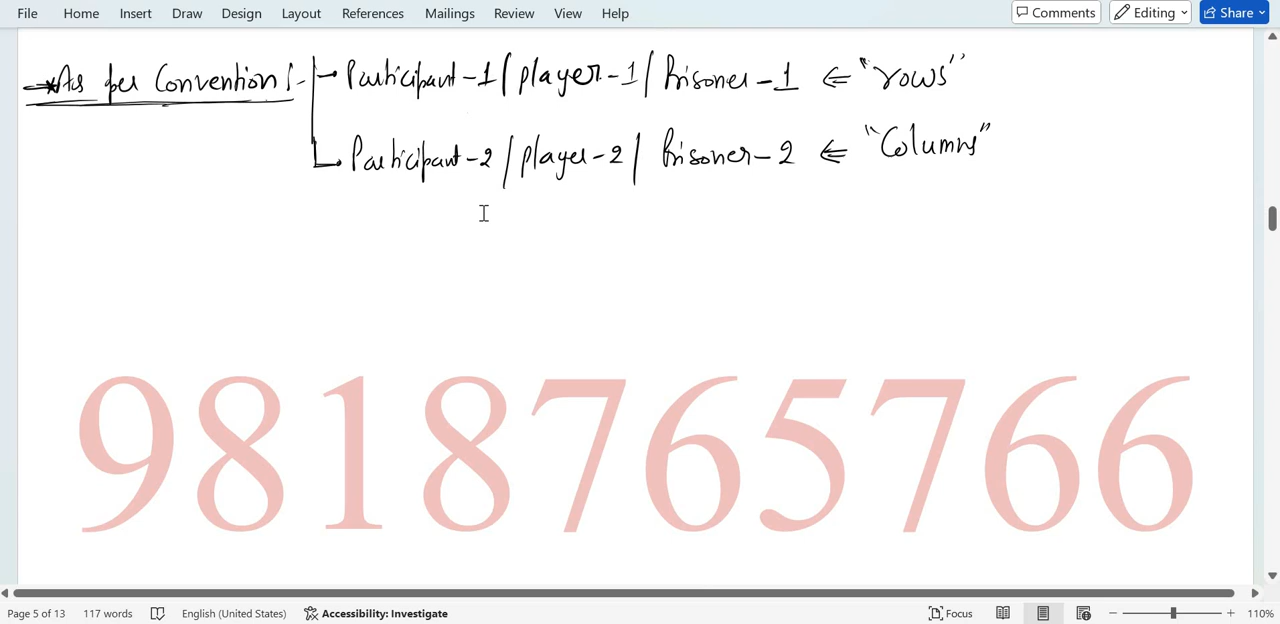 File Home Insert Draw Design Layout References Mailings Review View Help Comments Editing Share
As per Convention:- Participant-1/player-1/Prisoner-1 ⇐ "rows"
Participant-2/player-2/Prisoner-2 ⇐ "Columns"
9818765766
Page 5 of 13 117 words English (United States) Accessibility: Investigate Focus 110%